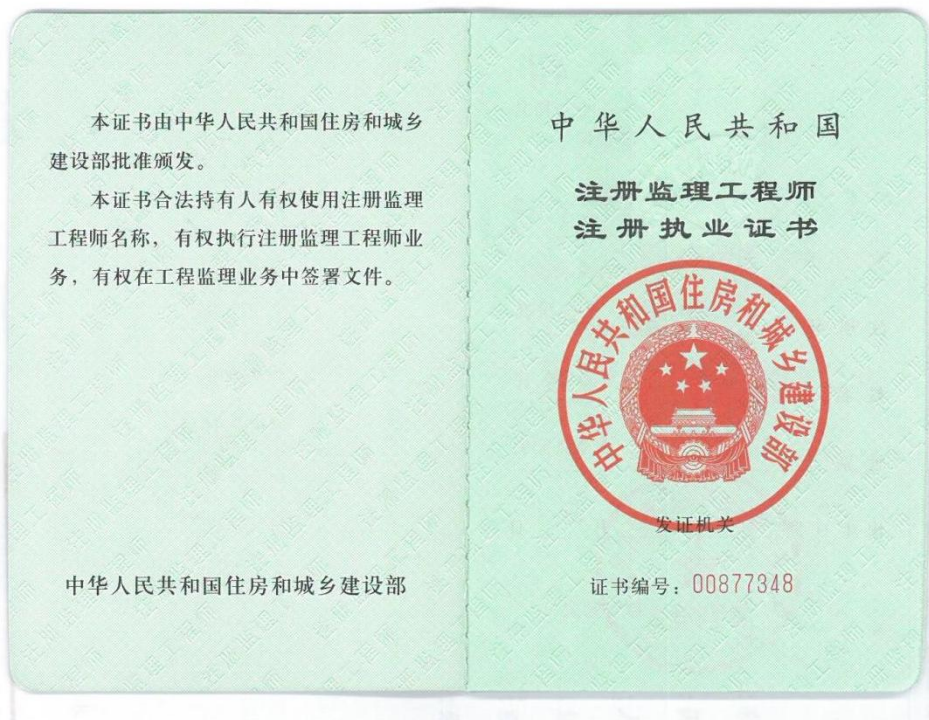 本证书由中华人民共和国住房和城乡
建设部批准颁发。
本证书合法持有人有权使用注册监理
工程师名称，有权执行注册监理工程师业
务，有权在工程监理业务中签署文件。
中华人民共和国住房和城乡建设部
中华人民共和国
注册监理工程师
注册执业证书
中华人民共和国住房和城乡建设部
发证机关
证书编号：00877348